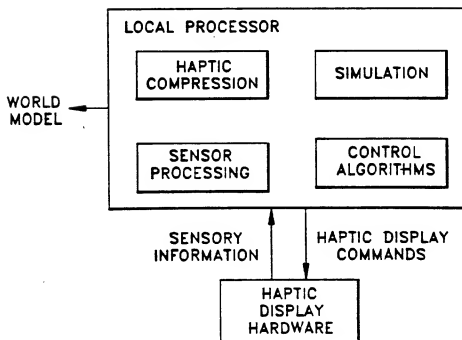 LOCAL PROCESSOR
HAPTIC
COMPRESSION
SIMULATION
WORLD
MODEL
SENSOR
PROCESSING
CONTROL
ALGORITHMS
SENSORY
INFORMATION
HAPTIC DISPLAY
COMMANDS
HAPTIC
DISPLAY
HARDWARE